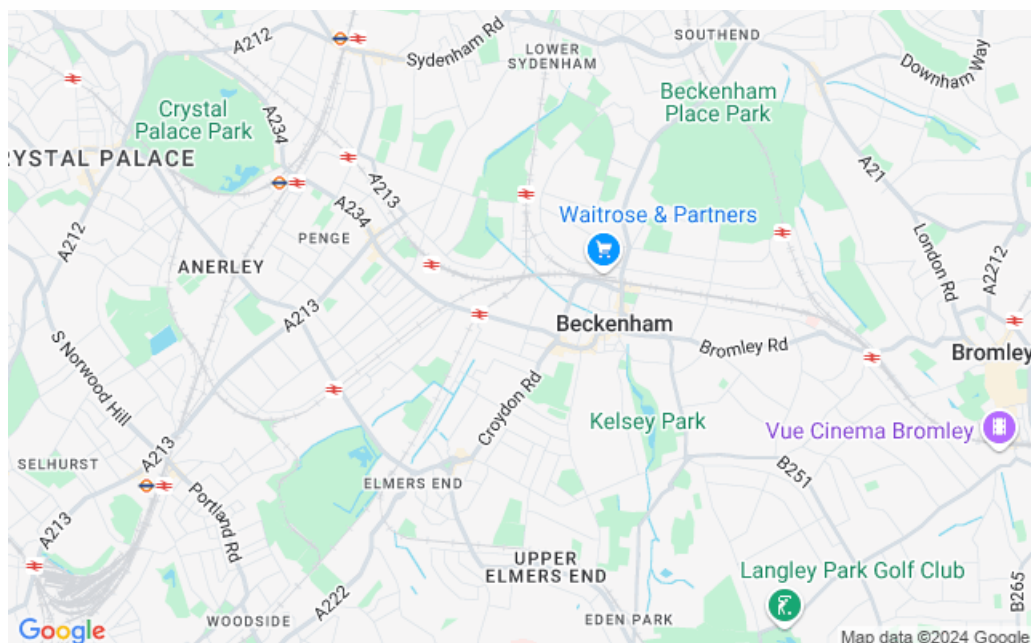 A212
Sydenham Rd
LOWER
SYDENHAM
SOUTHEND
Downham Way
Crystal
Palace Park
A234
Beckenham
Place Park
RYSTAL PALACE
A213
A21
A234
Waitrose & Partners
A212
PENGE
London Rd
A2212
ANERLEY
A213
Beckenham
Bromley Rd
Bromley
S Norwood Hill
Croydon Rd
Kelsey Park
Vue Cinema Bromley
A213
SELHURST
B251
ELMERS END
Portland Rd
A213
UPPER
ELMERS END
Langley Park Golf Club
B265
A222
EDEN PARK
WOODSIDE
Google
Map data ©2024 Google